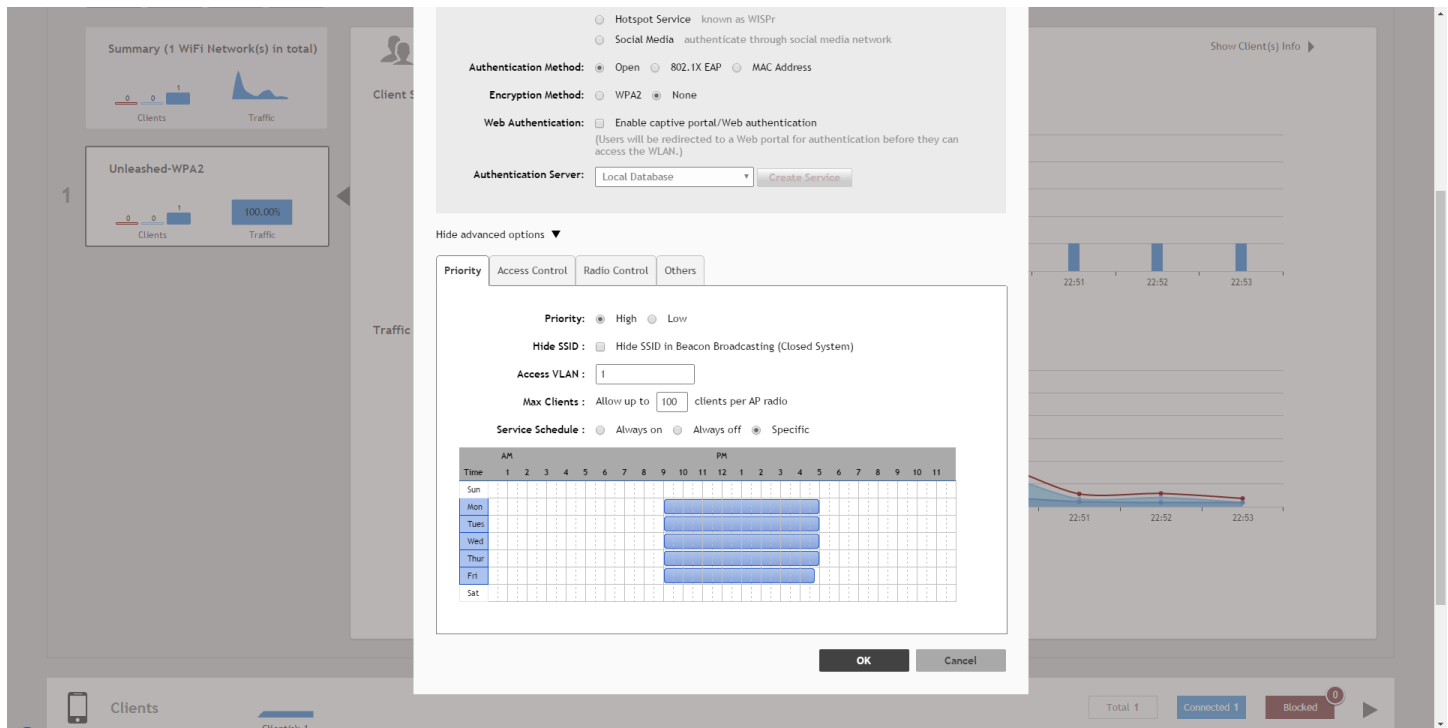 Hotspot Service known as WISPr
Social Media authenticate through social media network
Summary (1 WiFi Network(s) in total)
Show Client(s) Info
Authentication Method: Open 802.1X EAP MAC Address
1
0 0
Client S
Encryption Method: WPA2 None
Clients Traffic
Web Authentication: Enable captive portal/Web authentication
(Users will be redirected to a Web portal for authentication before they can
access the WLAN.)
Unleashed-WPA2
Authentication Server: Local Database Create Service
1
1
0 0
100.00%
Clients Traffic
Hide advanced options
Priority Access Control Radio Control Others
22:51 22:52 22:53
Priority: High Low
Traffic
Hide SSID : Hide SSID in Beacon Broadcasting (Closed System)
Access VLAN : 1
Max Clients : Allow up to 100 clients per AP radio
Service Schedule : Always on Always off Specific
AM PM
Time 1 2 3 4 5 6 7 8 9 10 11 12 1 2 3 4 5 6 7 8 9 10 11
Sun
Mon
Tues
Wed
Thur
Fri
Sat
22:51 22:52 22:53
OK Cancel
Clients
Total 1 Connected 1 Blocked 0
Client(s): 1